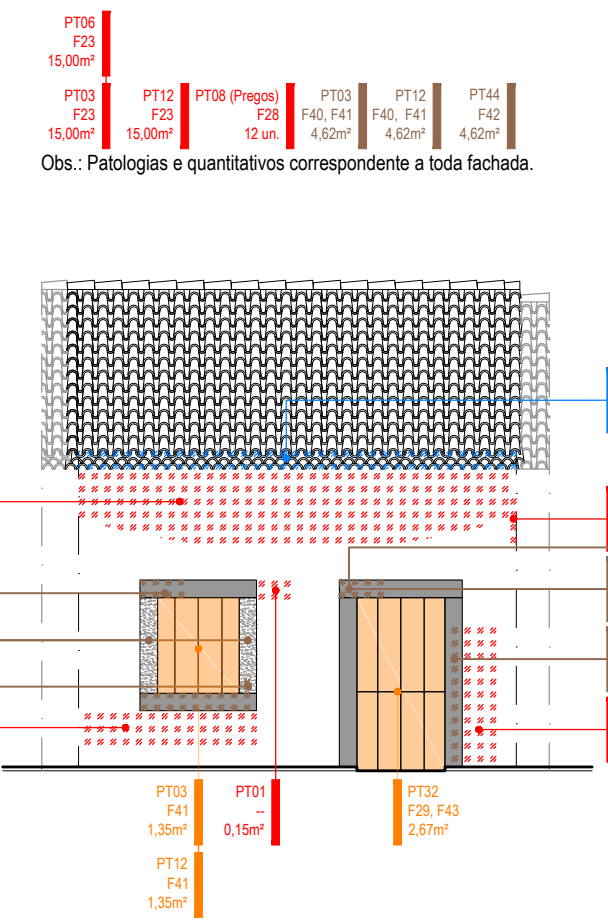 PT06
F23
15,00m²
PT03
F23
15,00m²
PT12
F23
15,00m²
PT08 (Pregos)
F28
12 un.
PT03
F40, F41
4,62m²
PT12
F40, F41
4,62m²
PT44
F42
4,62m²
Obs.: Patologias e quantitativos correspondente a toda fachada.
PT03
F41
1,35m²
PT01
--
0,15m²
PT32
F29, F43
2,67m²
PT12
F41
1,35m²